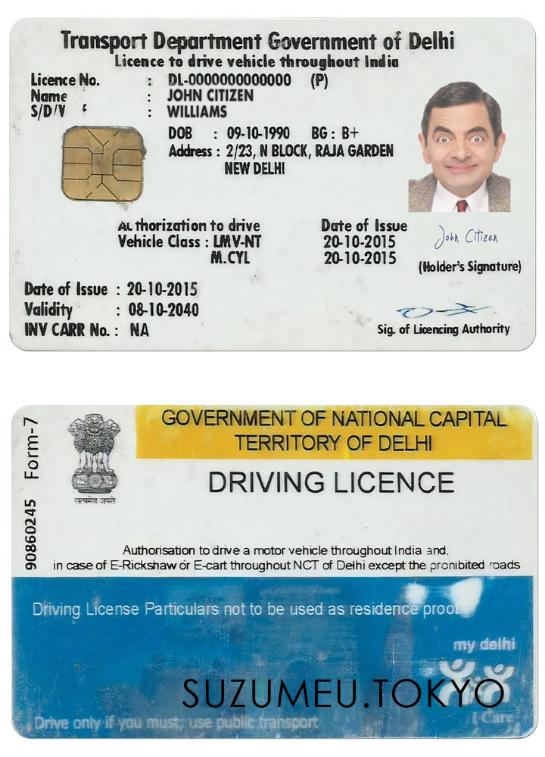 Transport Department Government of Delhi
Licence to drive vehicle throughout India
Licence No. : DL-0000000000000 (P)
Name : JOHN CITIZEN
S/D/W : WILLIAMS
DOB : 09-10-1990 BG : B+
Address : 2/23, N BLOCK, RAJA GARDEN
NEW DELHI
Authorization to drive Date of Issue
Vehicle Class : LMV-NT 20-10-2015
M.CYL 20-10-2015
John Citizen
(Holder's Signature)
Date of Issue : 20-10-2015
Validity : 08-10-2040
INV CARR No. : NA
Sig. of Licencing Authority
90860245 Form-7
सत्यमेव जयते
GOVERNMENT OF NATIONAL CAPITAL
TERRITORY OF DELHI
DRIVING LICENCE
Authorisation to drive a motor vehicle throughout India and,
in case of E-Rickshaw or E-cart throughout NCT of Delhi except the prohibited roads
Driving License Particulars not to be used as residence proof
my delhi
I Care
SUZUMEU.TOKYO
Drive only if you must; use public transport